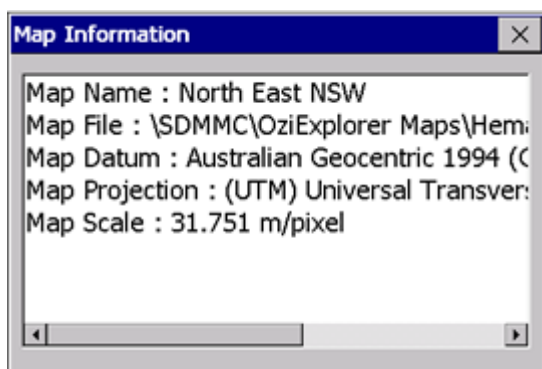 Map Information
Map Name : North East NSW
Map File : \SDMMC\OziExplorer Maps\Hema
Map Datum : Australian Geocentric 1994 (G
Map Projection : (UTM) Universal Transvers
Map Scale : 31.751 m/pixel